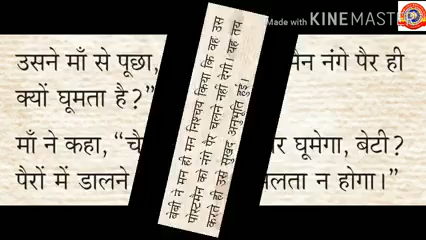 Made with KINEMASTER
उसने माँ से पूछा,
मैन नंगे पैर ही
क्यों घूमता है?”
माँ ने कहा, “चै
र घूमेगा, बेटी?
पैरों में डालने
लता न होगा।”
बेबी ने मन ही मन निश्चय किया कि वह उस
पोस्टमैन को नंगे पैर चलने नहीं देगी। यह तय
करते ही उसे सुखद अनुभूति हुई।